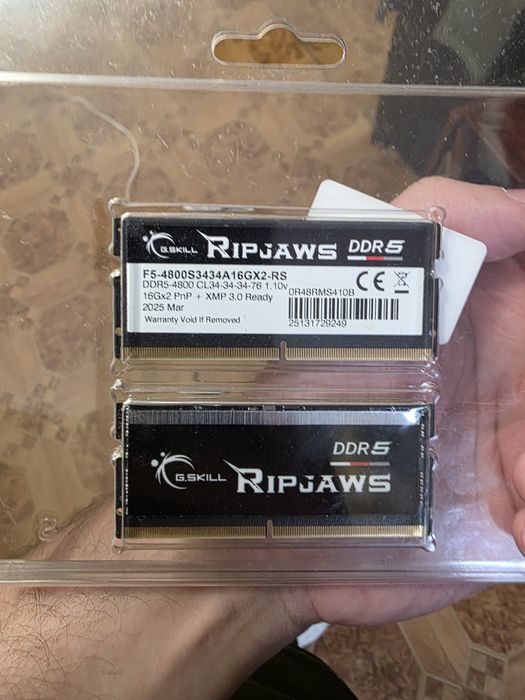 G.SKILL RIPJAWS DDR5
F5-4800S3434A16GX2-RS
DDR5-4800 CL34-34-34-76 1.10v
16Gx2 PnP + XMP 3.0 Ready
2025 Mar
Warranty Void If Removed
CE
0R48RMS410B
25131729249
DDR5
G.SKILL RIPJAWS